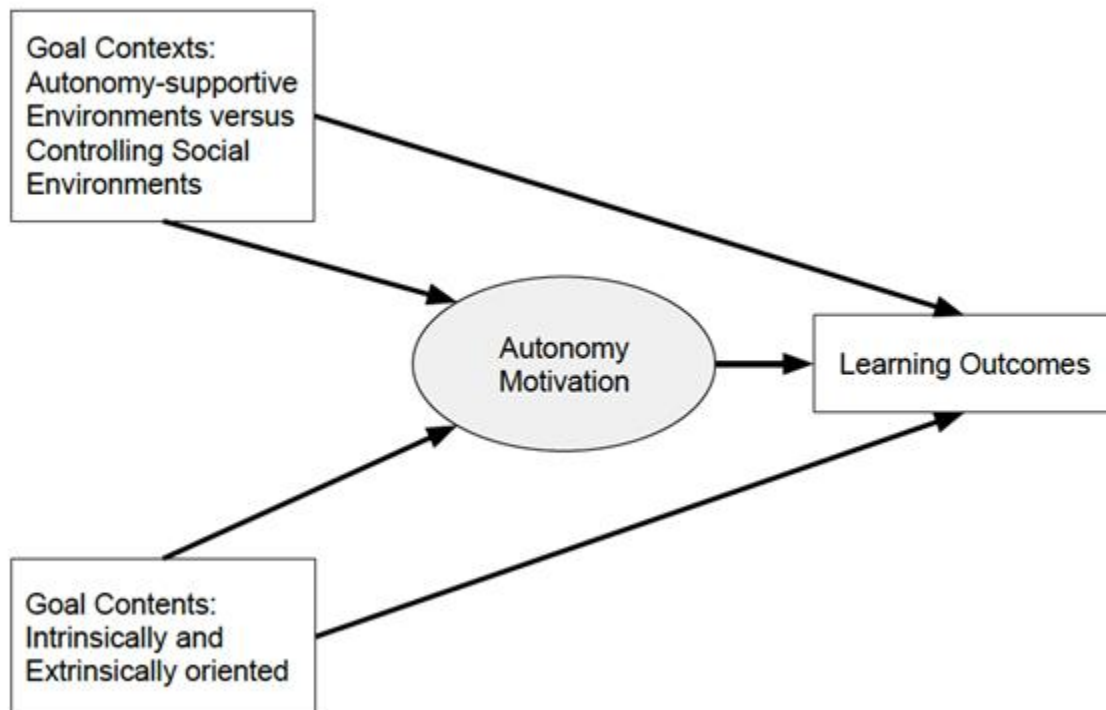 Goal Contexts:
Autonomy-supportive
Environments versus
Controlling Social
Environments
Autonomy
Motivation
Learning Outcomes
Goal Contents:
Intrinsically and
Extrinsically oriented